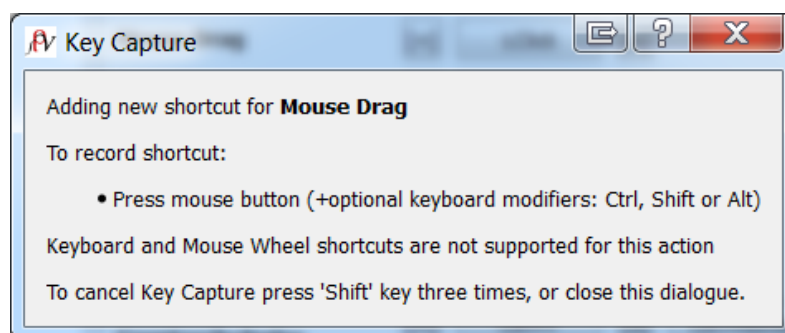 Key Capture
?
X
Adding new shortcut for Mouse Drag
To record shortcut:
• Press mouse button (+optional keyboard modifiers: Ctrl, Shift or Alt)
Keyboard and Mouse Wheel shortcuts are not supported for this action
To cancel Key Capture press 'Shift' key three times, or close this dialogue.